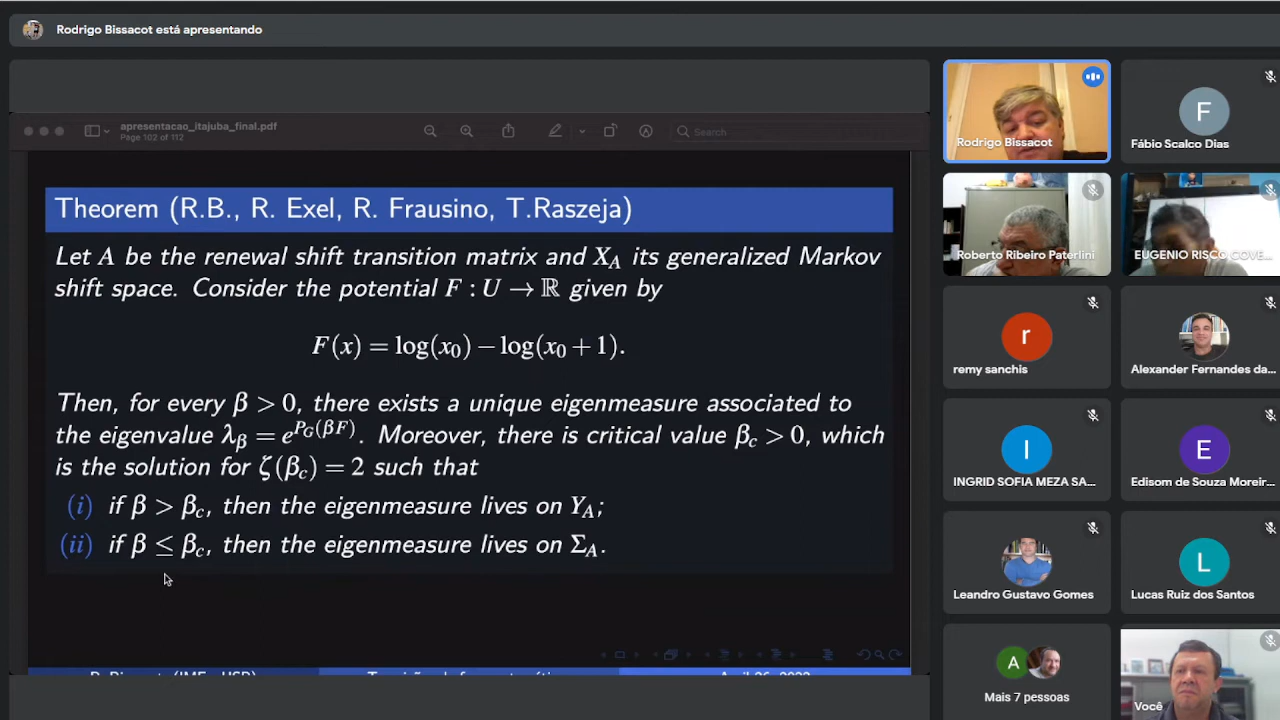 Rodrigo Bissacot está apresentando
apresentacao_itajuba_final.pdf
Page 102 of 112
Search
Theorem (R.B., R. Exel, R. Frausino, T.Raszeja)
Let A be the renewal shift transition matrix and X_A its generalized Markov
shift space. Consider the potential F : U → ℝ given by
F(x) = log(x₀) − log(x₀ + 1).
Then, for every β > 0, there exists a unique eigenmeasure associated to
the eigenvalue λ_β = e^{P_G(βF)}. Moreover, there is critical value β_c > 0, which
is the solution for ζ(β_c) = 2 such that
(i) if β > β_c, then the eigenmeasure lives on Y_A;
(ii) if β ≤ β_c, then the eigenmeasure lives on Σ_A.
Rodrigo Bissacot
F
Fábio Scalco Dias
Roberto Ribeiro Paterlini
EUGENIO RISCO GOVE...
r
remy sanchis
Alexander Fernandes da...
I
INGRID SOFIA MEZA SA...
E
Edisom de Souza Moreir...
Leandro Gustavo Gomes
L
Lucas Ruiz dos Santos
A
Mais 7 pessoas
Você